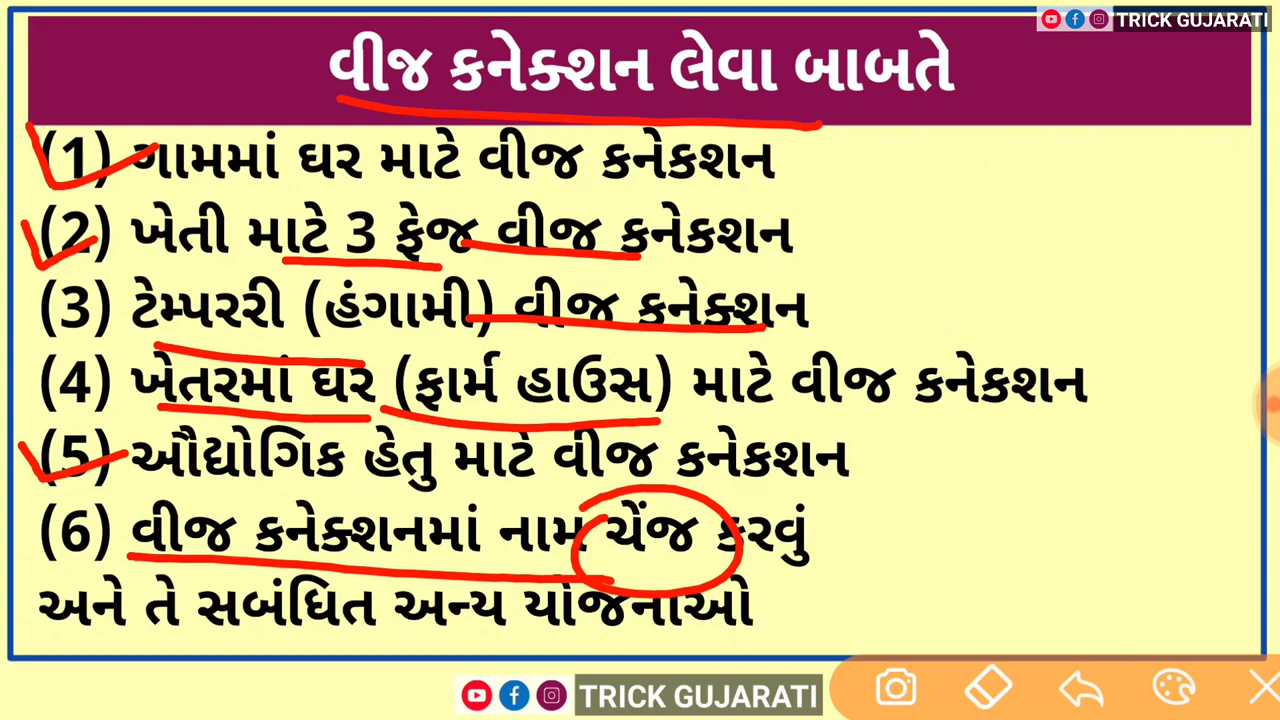 TRICK GUJARATI
વીજ કનેક્શન લેવા બાબતે
(1) ગામમાં ઘર માટે વીજ કનેકશન
(2) ખેતી માટે 3 ફેજ વીજ કનેકશન
(3) ટેમ્પરરી (હંગામી) વીજ કનેક્શન
(4) ખેતરમાં ઘર (ફાર્મ હાઉસ) માટે વીજ કનેકશન
(5) ઔદ્યોગિક હેતુ માટે વીજ કનેકશન
(6) વીજ કનેક્શનમાં નામ ચેંજ કરવું
અને તે સબંધિત અન્ય યોજનાઓ
TRICK GUJARATI